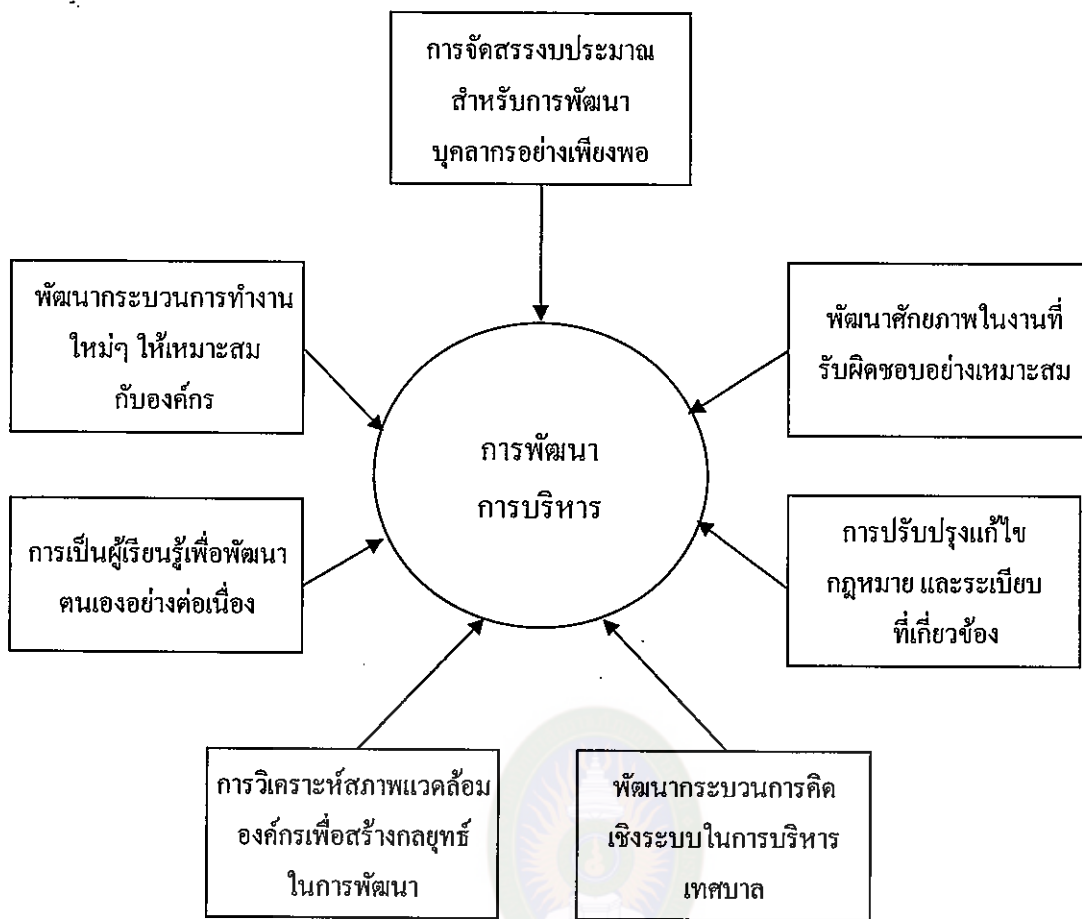 การจัดสรรงบประมาณ
สำหรับการพัฒนา
บุคลากรอย่างเพียงพอ
พัฒนากระบวนการทำงาน
ใหม่ๆ ให้เหมาะสม
กับองค์กร
พัฒนาศักยภาพในงานที่
รับผิดชอบอย่างเหมาะสม
การพัฒนา
การบริหาร
การเป็นผู้เรียนรู้เพื่อพัฒนา
ตนเองอย่างต่อเนื่อง
การปรับปรุงแก้ไข
กฎหมาย และระเบียบ
ที่เกี่ยวข้อง
การวิเคราะห์สภาพแวดล้อม
องค์กรเพื่อสร้างกลยุทธ์
ในการพัฒนา
พัฒนากระบวนการคิด
เชิงระบบในการบริหาร
เทศบาล